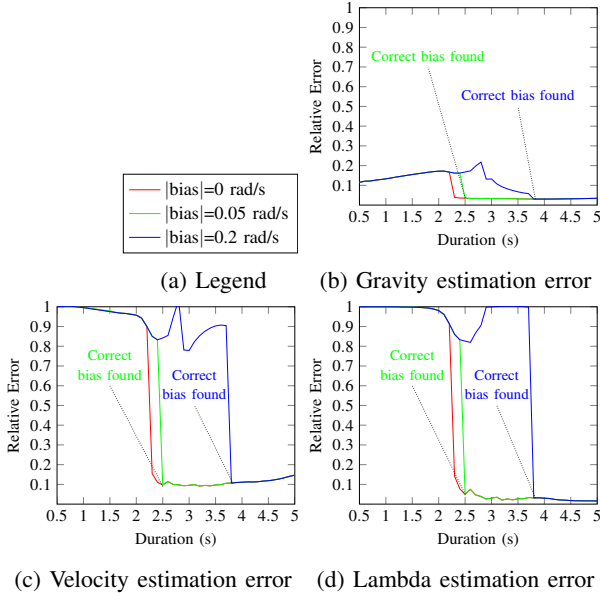 |bias|=0 rad/s
|bias|=0.05 rad/s
|bias|=0.2 rad/s
(a) Legend
1
0.9
0.8
0.7
0.6
0.5
0.4
0.3
0.2
0.1
Relative Error
Correct bias found
Correct bias found
0.5 1 1.5 2 2.5 3 3.5 4 4.5 5
Duration (s)
(b) Gravity estimation error
1
0.9
0.8
0.7
0.6
0.5
0.4
0.3
0.2
0.1
Relative Error
Correct
bias found
Correct
bias found
0.5 1 1.5 2 2.5 3 3.5 4 4.5 5
Duration (s)
(c) Velocity estimation error
1
0.9
0.8
0.7
0.6
0.5
0.4
0.3
0.2
0.1
Relative Error
Correct
bias found
Correct
bias found
0.5 1 1.5 2 2.5 3 3.5 4 4.5 5
Duration (s)
(d) Lambda estimation error